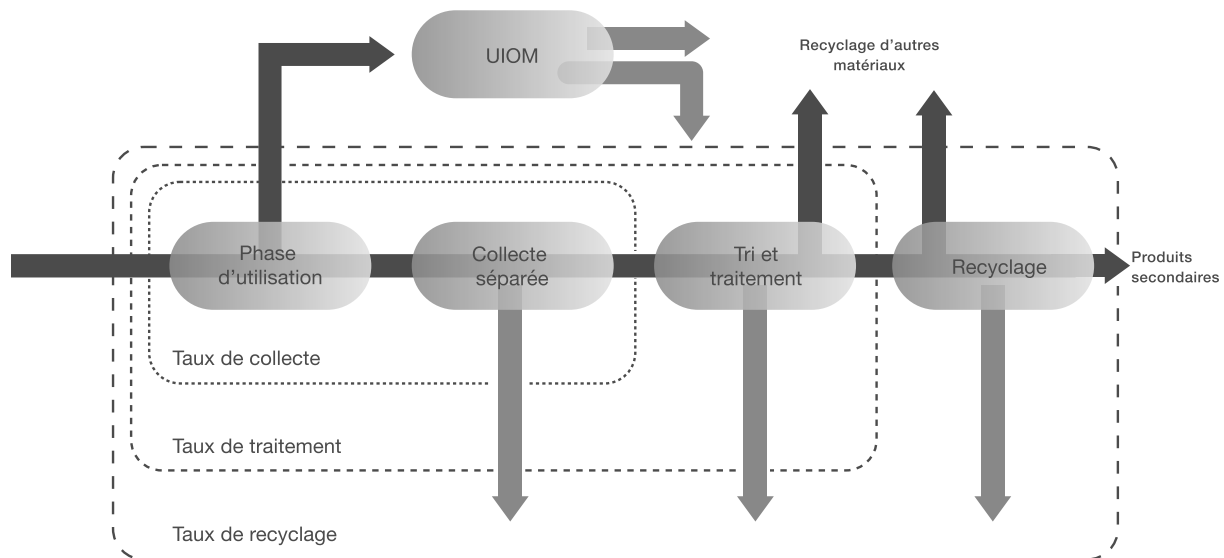 UIOM
Recyclage d’autres
matériaux
Phase
d’utilisation
Collecte
séparée
Tri et
traitement
Recyclage
Produits
secondaires
Taux de collecte
Taux de traitement
Taux de recyclage